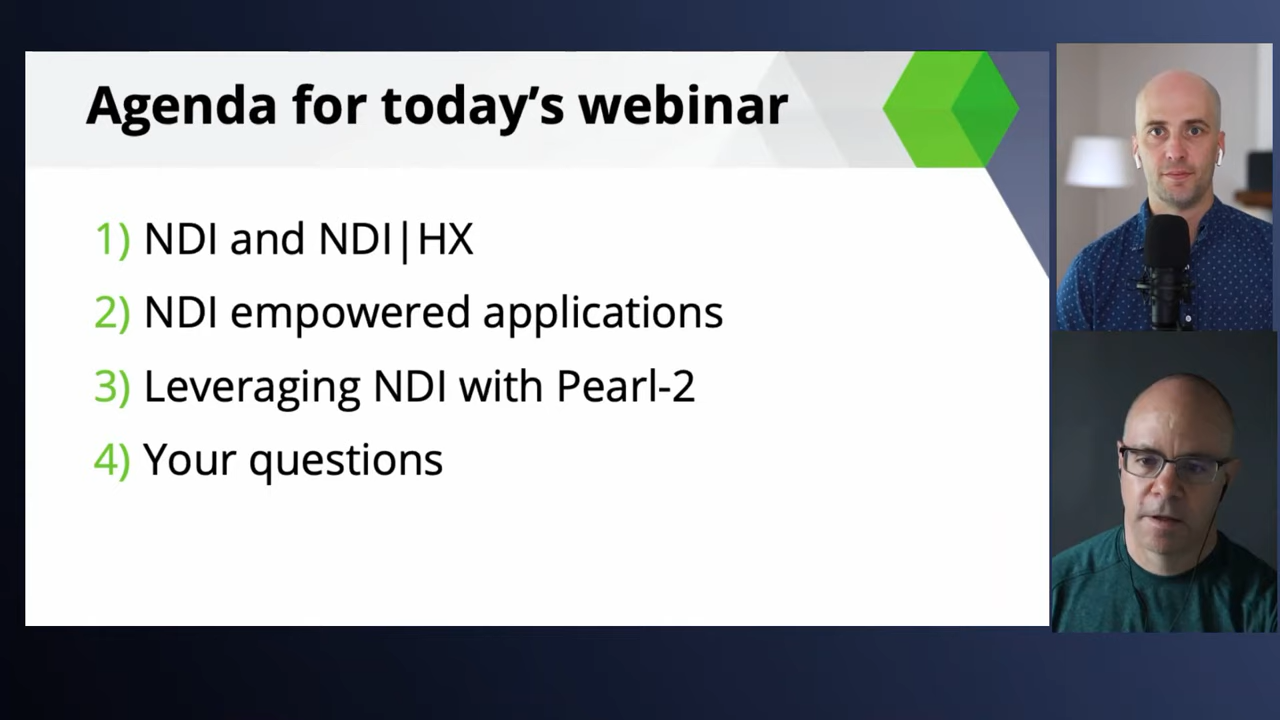 Agenda for today’s webinar
1) NDI and NDI|HX
2) NDI empowered applications
3) Leveraging NDI with Pearl-2
4) Your questions